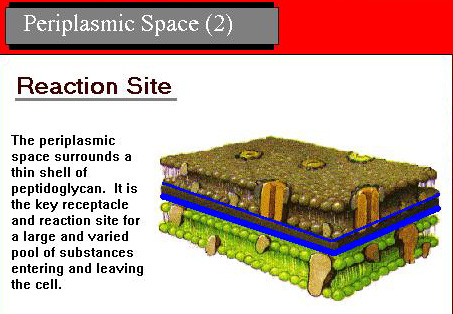 Periplasmic Space (2)
Reaction Site
The periplasmic
space surrounds a
thin shell of
peptidoglycan.  It is
the key receptacle
and reaction site for
a large and varied
pool of substances
entering and leaving
the cell.